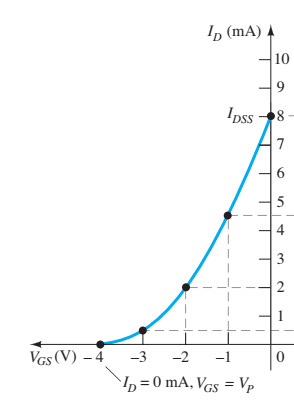 I_D (mA)
10
9
I_DSS 8
7
6
5
4
3
2
1
V_GS (V) –4 –3 –2 –1 0
I_D = 0 mA, V_GS = V_P